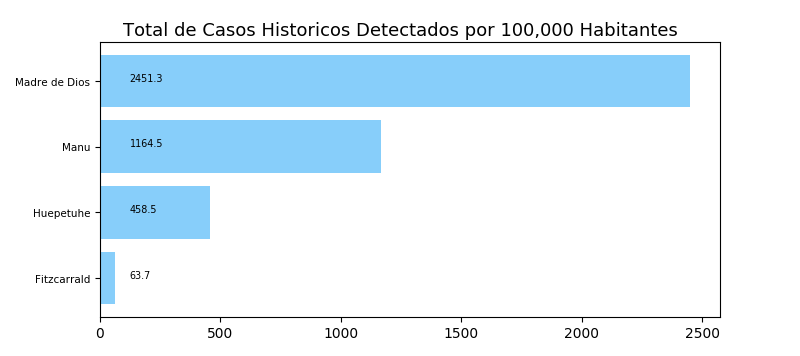 Total de Casos Historicos Detectados por 100,000 Habitantes
Madre de Dios 2451.3
Manu 1164.5
Huepetuhe 458.5
Fitzcarrald 63.7
0 500 1000 1500 2000 2500